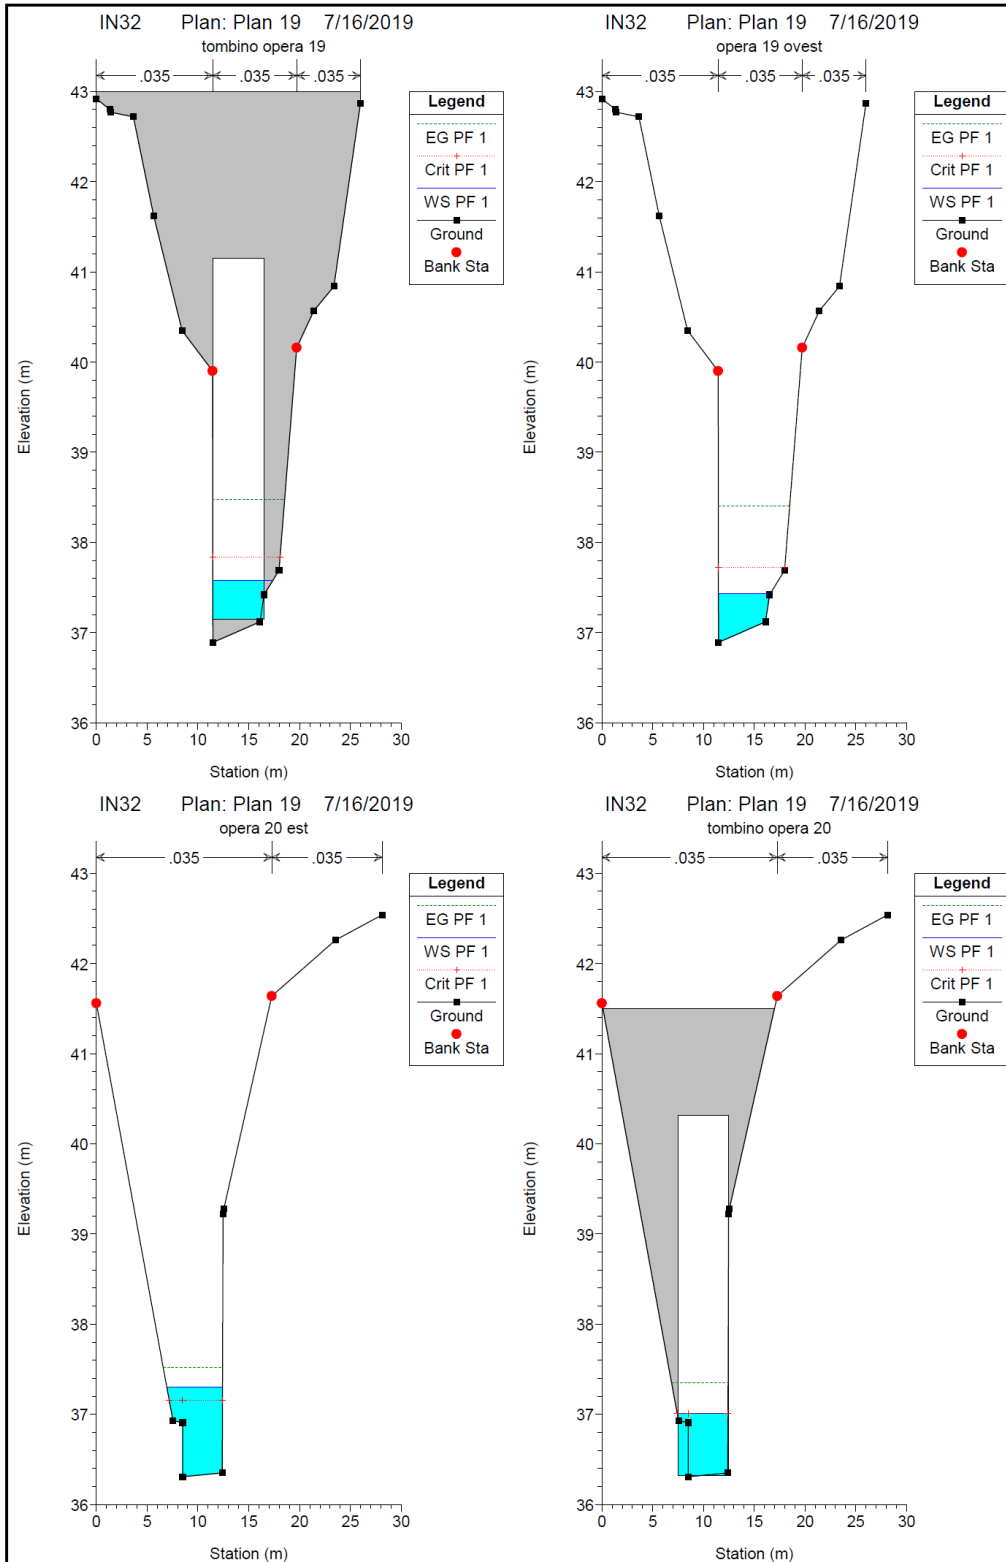 IN32 Plan: Plan 19 7/16/2019
tombino opera 19
.035 .035 .035
43
42
41
40
39
38
37
36
Elevation (m)
0 5 10 15 20 25 30
Station (m)
Legend
EG PF 1
Crit PF 1
WS PF 1
Ground
Bank Sta
IN32 Plan: Plan 19 7/16/2019
opera 19 ovest
.035 .035 .035
43
42
41
40
39
38
37
36
Elevation (m)
0 5 10 15 20 25 30
Station (m)
Legend
EG PF 1
Crit PF 1
WS PF 1
Ground
Bank Sta
IN32 Plan: Plan 19 7/16/2019
opera 20 est
.035 .035
43
42
41
40
39
38
37
36
Elevation (m)
0 5 10 15 20 25 30
Station (m)
Legend
EG PF 1
WS PF 1
Crit PF 1
Ground
Bank Sta
IN32 Plan: Plan 19 7/16/2019
tombino opera 20
.035 .035
43
42
41
40
39
38
37
36
Elevation (m)
0 5 10 15 20 25 30
Station (m)
Legend
EG PF 1
WS PF 1
Crit PF 1
Ground
Bank Sta